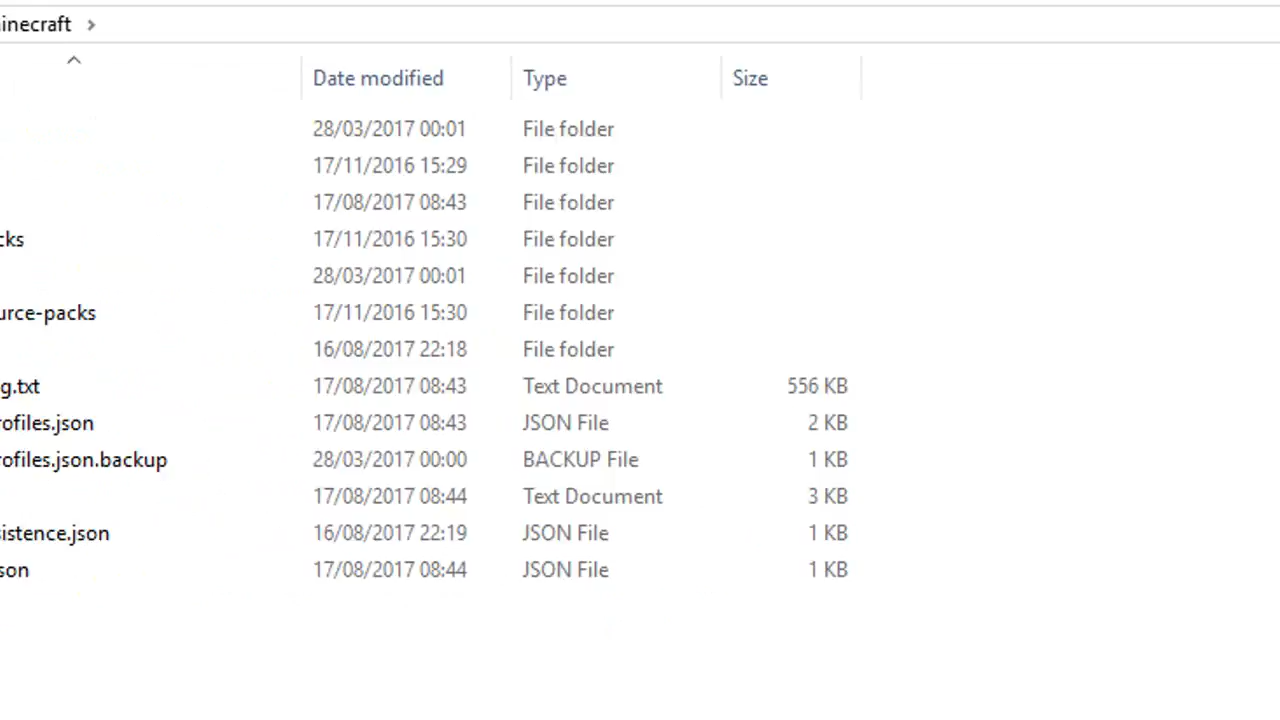 inecraft >
Date modified Type Size
28/03/2017 00:01 File folder
17/11/2016 15:29 File folder
17/08/2017 08:43 File folder
cks 17/11/2016 15:30 File folder
28/03/2017 00:01 File folder
urce-packs 17/11/2016 15:30 File folder
16/08/2017 22:18 File folder
g.txt 17/08/2017 08:43 Text Document 556 KB
rofiles.json 17/08/2017 08:43 JSON File 2 KB
rofiles.json.backup 28/03/2017 00:00 BACKUP File 1 KB
17/08/2017 08:44 Text Document 3 KB
sistence.json 16/08/2017 22:19 JSON File 1 KB
son 17/08/2017 08:44 JSON File 1 KB